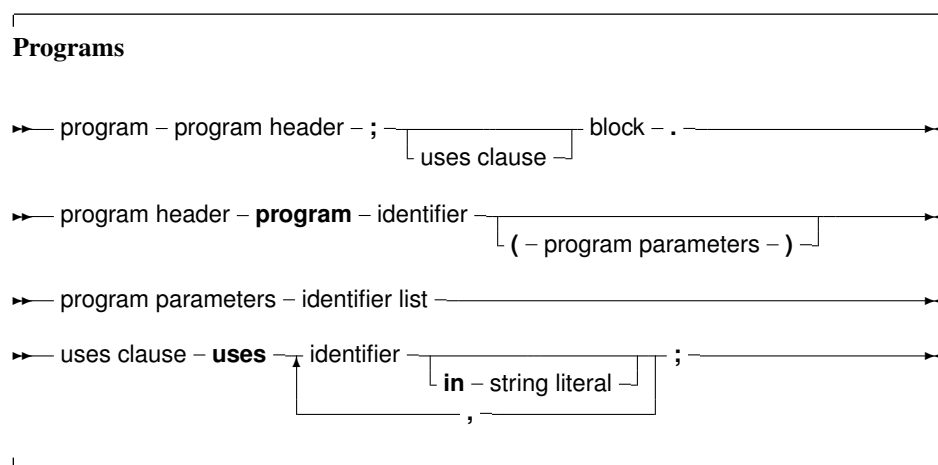 Programs
program – program header – ; – block – . –
uses clause
program header – program – identifier –
( – program parameters – )
program parameters – identifier list –
uses clause – uses – identifier – ; –
in – string literal
,